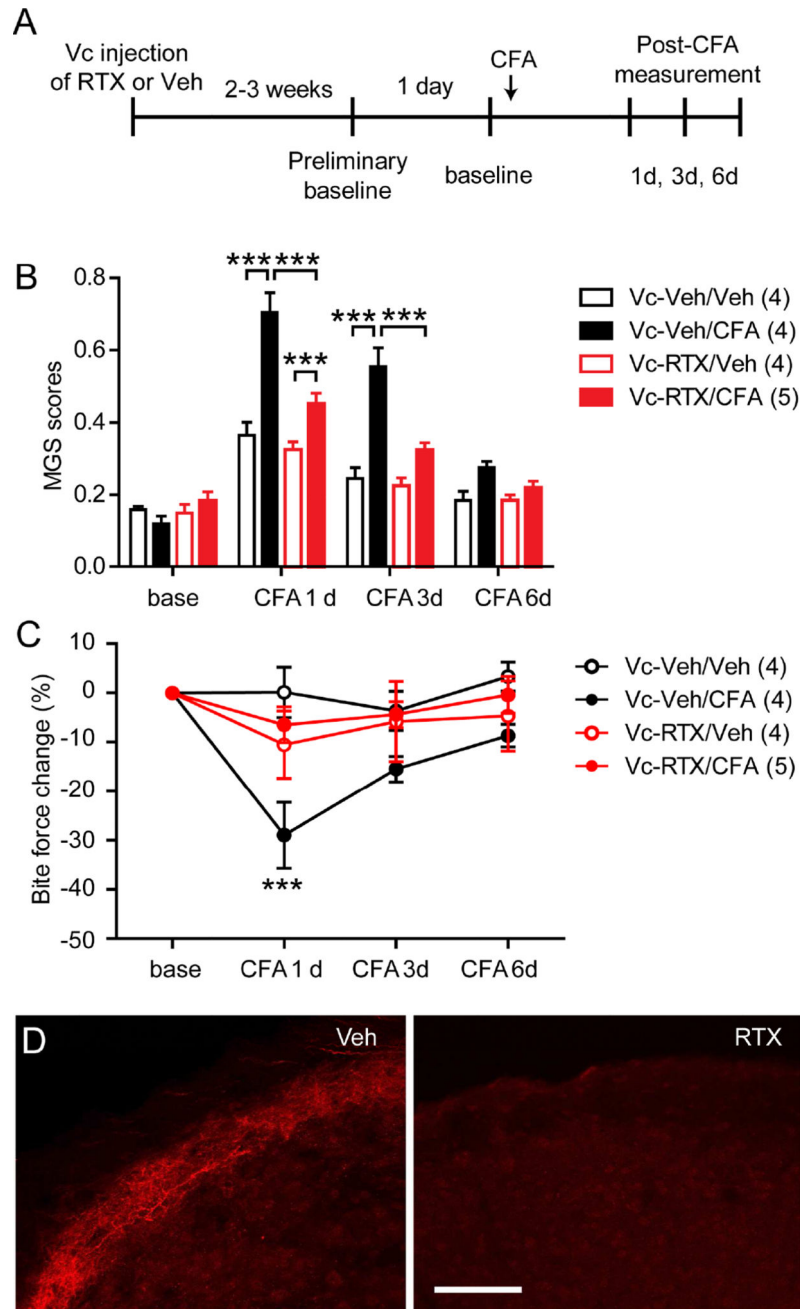 A
Vc injection
of RTX or Veh
2-3 weeks
1 day
CFA
Post-CFA
measurement
Preliminary
baseline
baseline
1d, 3d, 6d
B
MGS scores
0.8
0.6
0.4
0.2
0.0
*** ***
***
*** ***
base
CFA 1 d
CFA 3d
CFA 6d
Vc-Veh/Veh (4)
Vc-Veh/CFA (4)
Vc-RTX/Veh (4)
Vc-RTX/CFA (5)
C
Bite force change (%)
10
0
-10
-20
-30
-40
-50
***
base
CFA 1 d
CFA 3d
CFA 6d
Vc-Veh/Veh (4)
Vc-Veh/CFA (4)
Vc-RTX/Veh (4)
Vc-RTX/CFA (5)
D
Veh
RTX